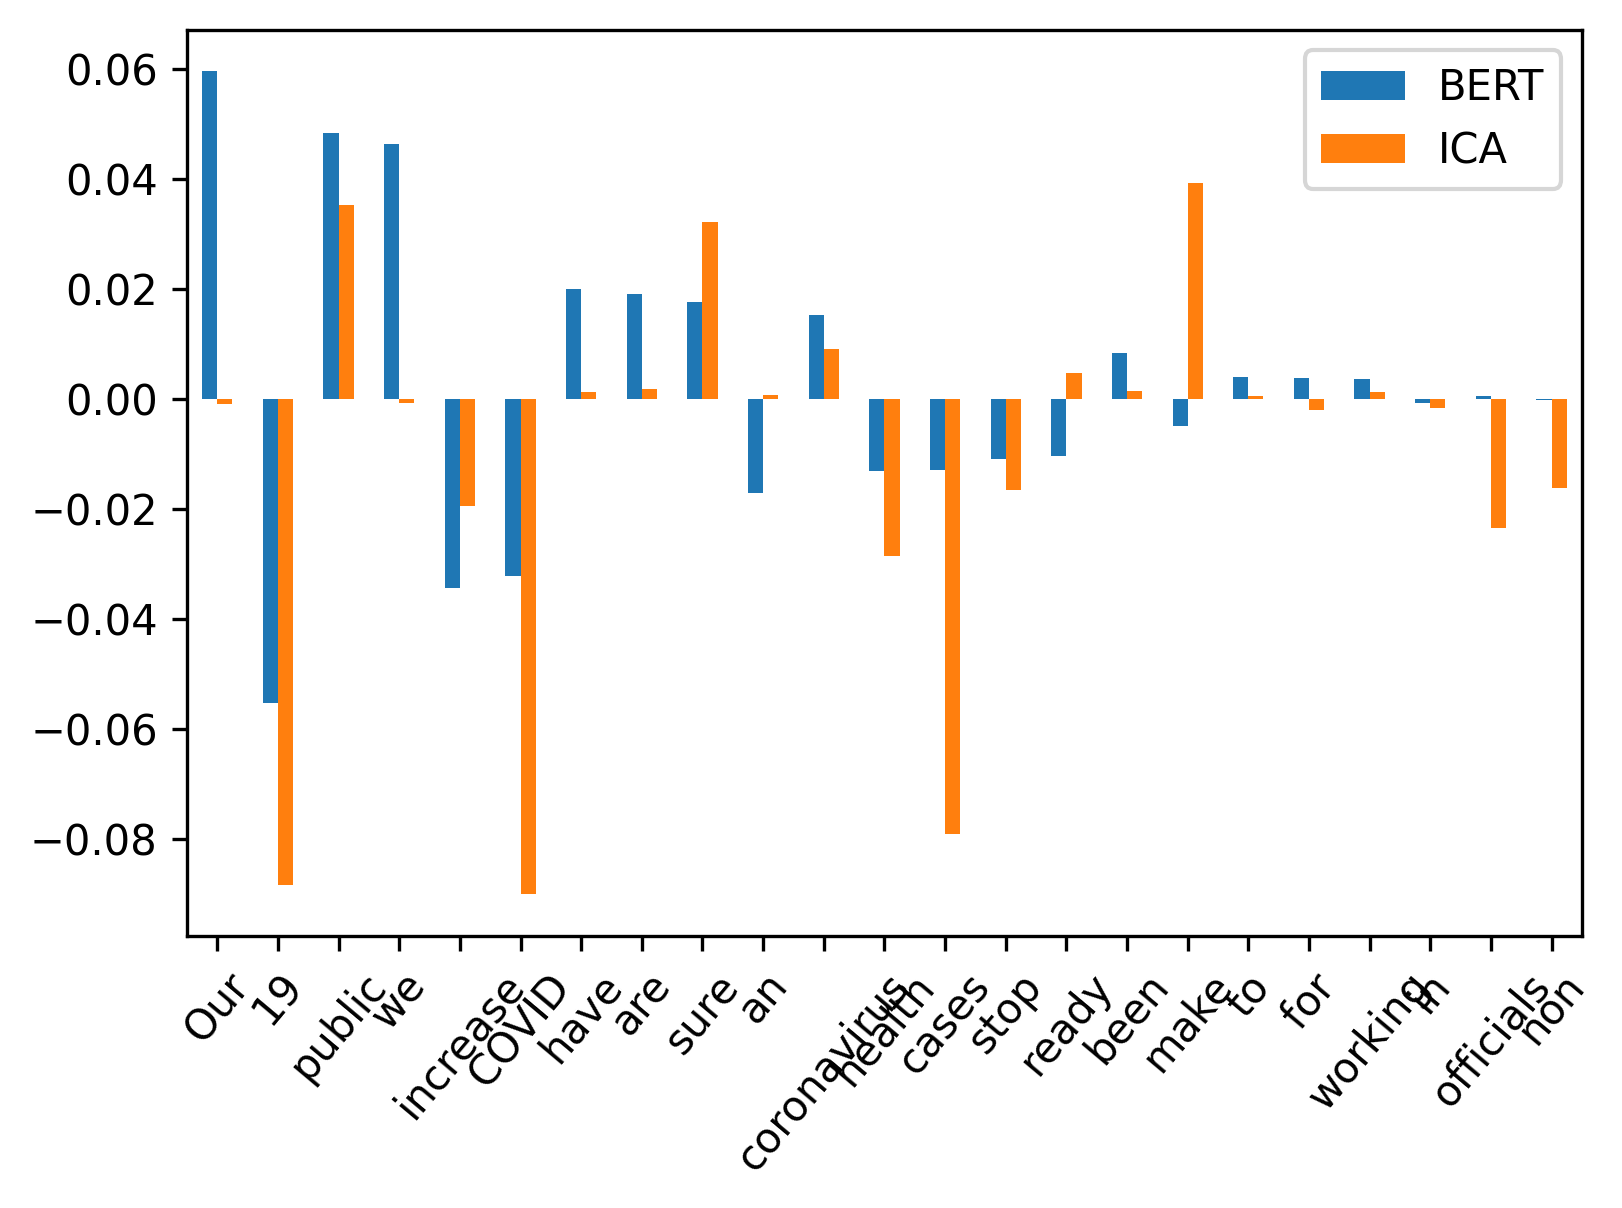 0.06
0.04
0.02
0.00
−0.02
−0.04
−0.06
−0.08
BERT
ICA
Our
19
public
we
increase
COVID
have
are
sure
an
coronavirus
health
cases
stop
ready
been
make
to
for
working
in
officials
non